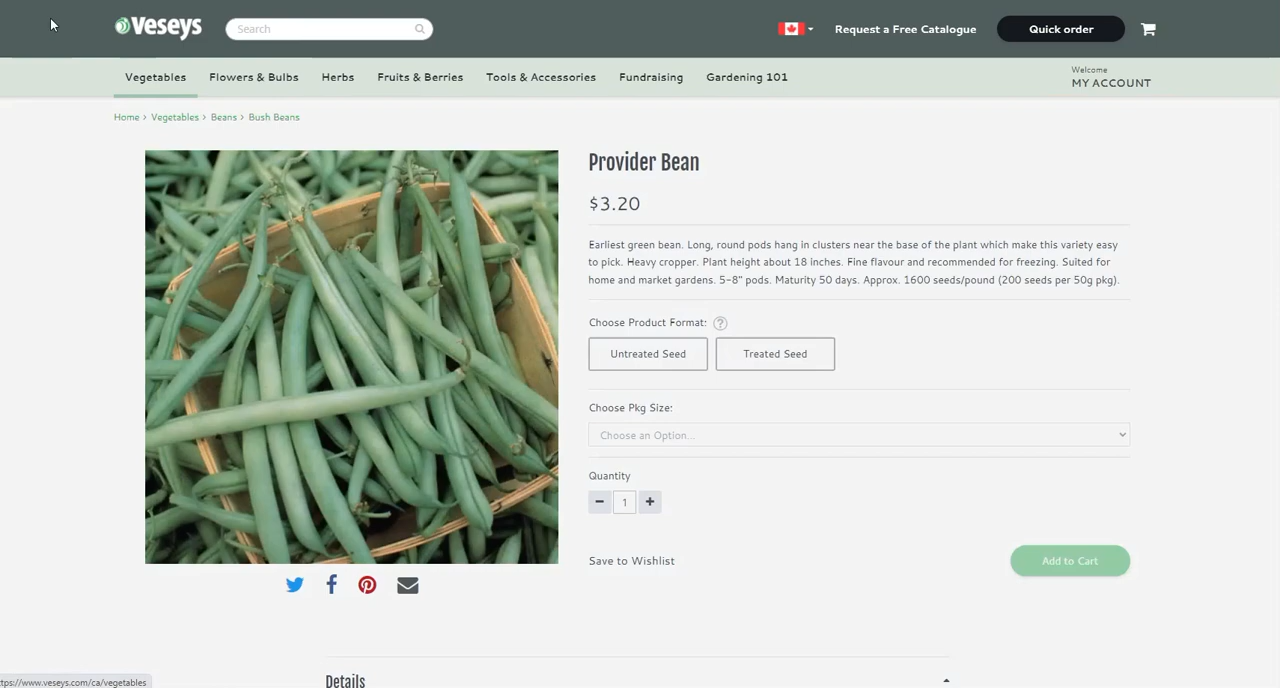 Veseys
Search
Request a Free Catalogue
Quick order
Vegetables
Flowers & Bulbs
Herbs
Fruits & Berries
Tools & Accessories
Fundraising
Gardening 101
Welcome
MY ACCOUNT
Home > Vegetables > Beans > Bush Beans
Provider Bean
$3.20
Earliest green bean. Long, round pods hang in clusters near the base of the plant which make this variety easy
to pick. Heavy cropper. Plant height about 18 inches. Fine flavour and recommended for freezing. Suited for
home and market gardens. 5-8" pods. Maturity 50 days. Approx. 1600 seeds/pound (200 seeds per 50g pkg).
Choose Product Format: ?
Untreated Seed
Treated Seed
Choose Pkg Size:
Choose an Option...
Quantity
- 1 +
Save to Wishlist
Add to Cart
Details
ttps://www.veseys.com/ca/vegetables